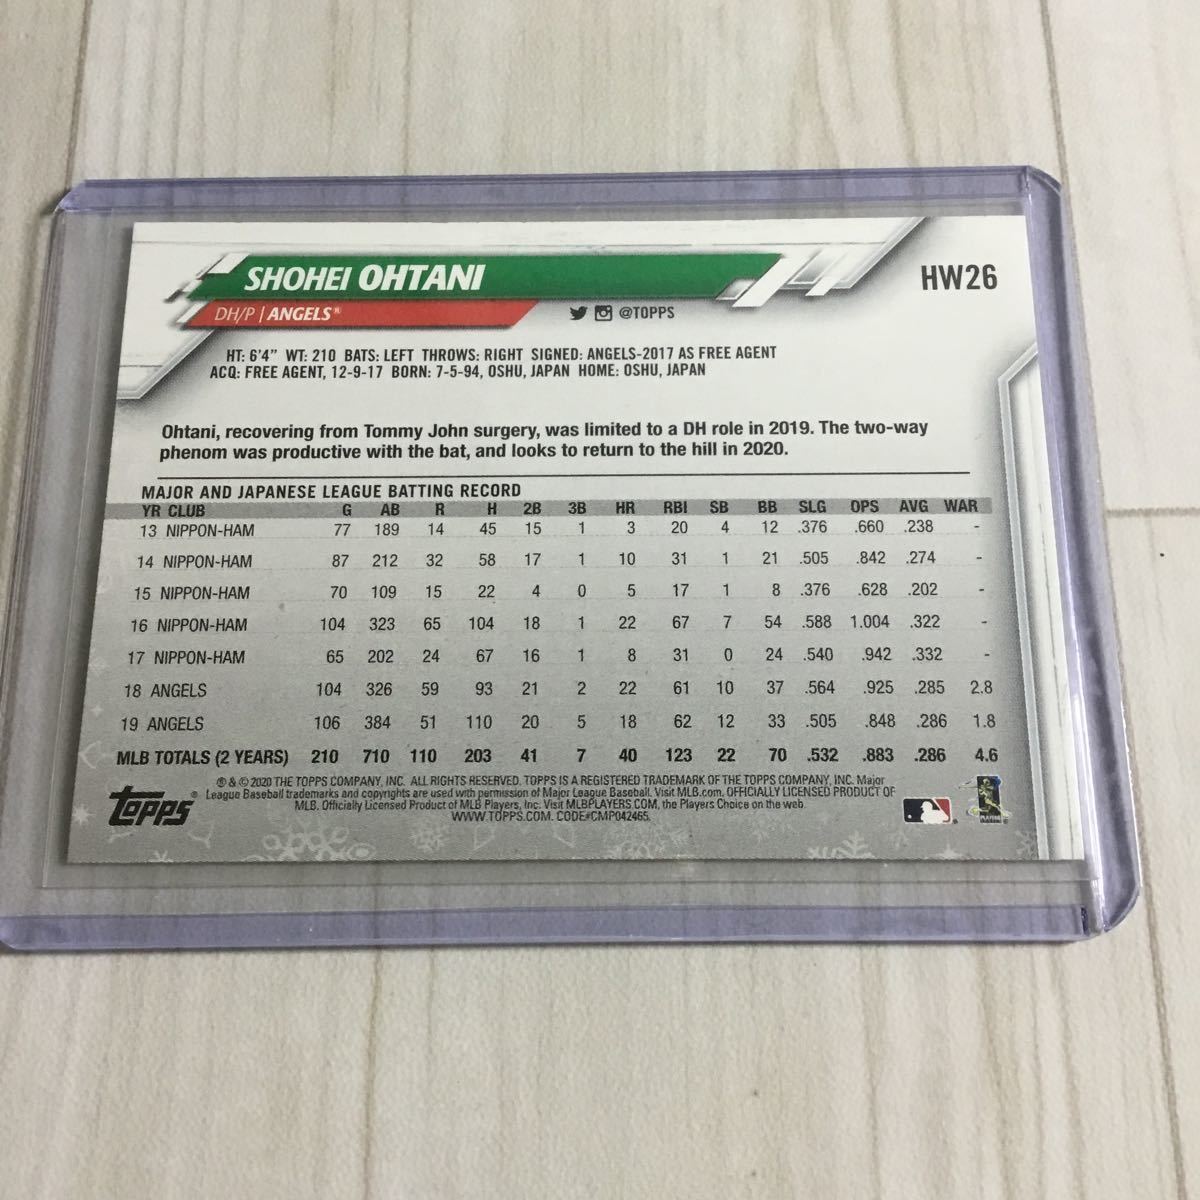 SHOHEI OHTANI
HW26
DH/P | ANGELS®
@TOPPS
HT: 6'4" WT: 210 BATS: LEFT THROWS: RIGHT SIGNED: ANGELS-2017 AS FREE AGENT
ACQ: FREE AGENT, 12-9-17 BORN: 7-5-94, OSHU, JAPAN HOME: OSHU, JAPAN
Ohtani, recovering from Tommy John surgery, was limited to a DH role in 2019. The two-way
phenom was productive with the bat, and looks to return to the hill in 2020.
MAJOR AND JAPANESE LEAGUE BATTING RECORD
YR CLUB G AB R H 2B 3B HR RBI SB BB SLG OPS AVG WAR
13 NIPPON-HAM 77 189 14 45 15 1 3 20 4 12 .376 .660 .238 -
14 NIPPON-HAM 87 212 32 58 17 1 10 31 1 21 .505 .842 .274 -
15 NIPPON-HAM 70 109 15 22 4 0 5 17 1 8 .376 .628 .202 -
16 NIPPON-HAM 104 323 65 104 18 1 22 67 7 54 .588 1.004 .322 -
17 NIPPON-HAM 65 202 24 67 16 1 8 31 0 24 .540 .942 .332 -
18 ANGELS 104 326 59 93 21 2 22 61 10 37 .564 .925 .285 2.8
19 ANGELS 106 384 51 110 20 5 18 62 12 33 .505 .848 .286 1.8
MLB TOTALS (2 YEARS) 210 710 110 203 41 7 40 123 22 70 .532 .883 .286 4.6
® & © 2020 THE TOPPS COMPANY, INC. ALL RIGHTS RESERVED. TOPPS IS A REGISTERED TRADEMARK OF THE TOPPS COMPANY, INC. Major
League Baseball trademarks and copyrights are used with permission of Major League Baseball. Visit MLB.com. OFFICIALLY LICENSED PRODUCT OF
MLB. Officially Licensed Product of MLB Players, Inc. Visit MLBPLAYERS.COM, the Players Choice on the web.
WWW.TOPPS.COM. CODE#CMP042465.
topps®
PLAYERS